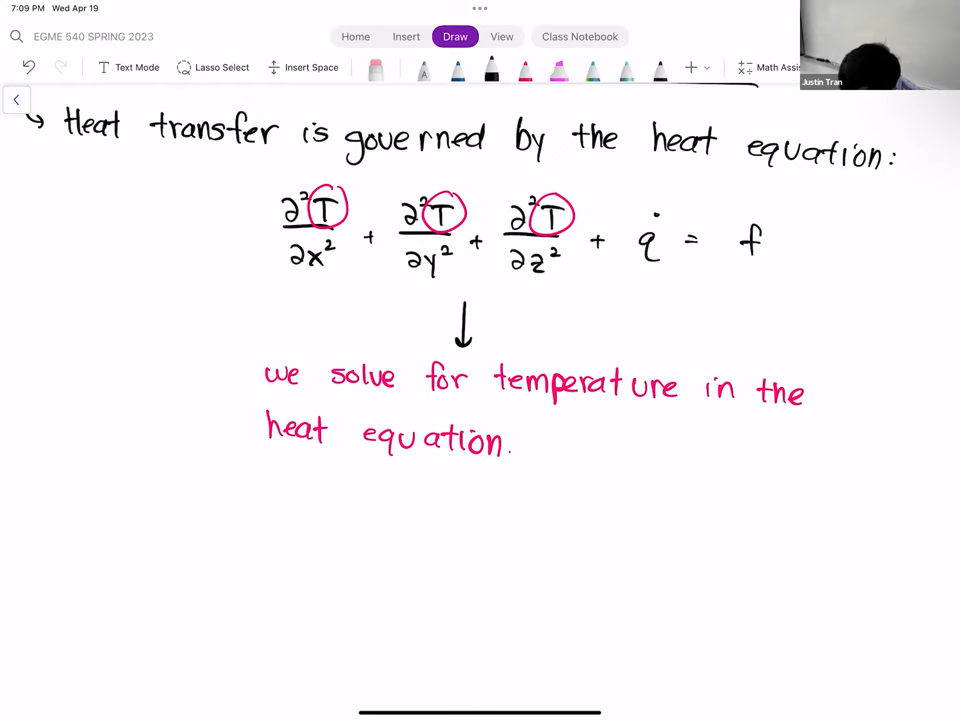 7:09 PM Wed Apr 19
EGME 540 SPRING 2023
Home Insert Draw View Class Notebook
Text Mode Lasso Select Insert Space Math Assis
Justin Tran
↳ Heat transfer is governed by the heat equation:
∂²T/∂x² + ∂²T/∂y² + ∂²T/∂z² + q̇ = f
↓
we solve for temperature in the
heat equation.